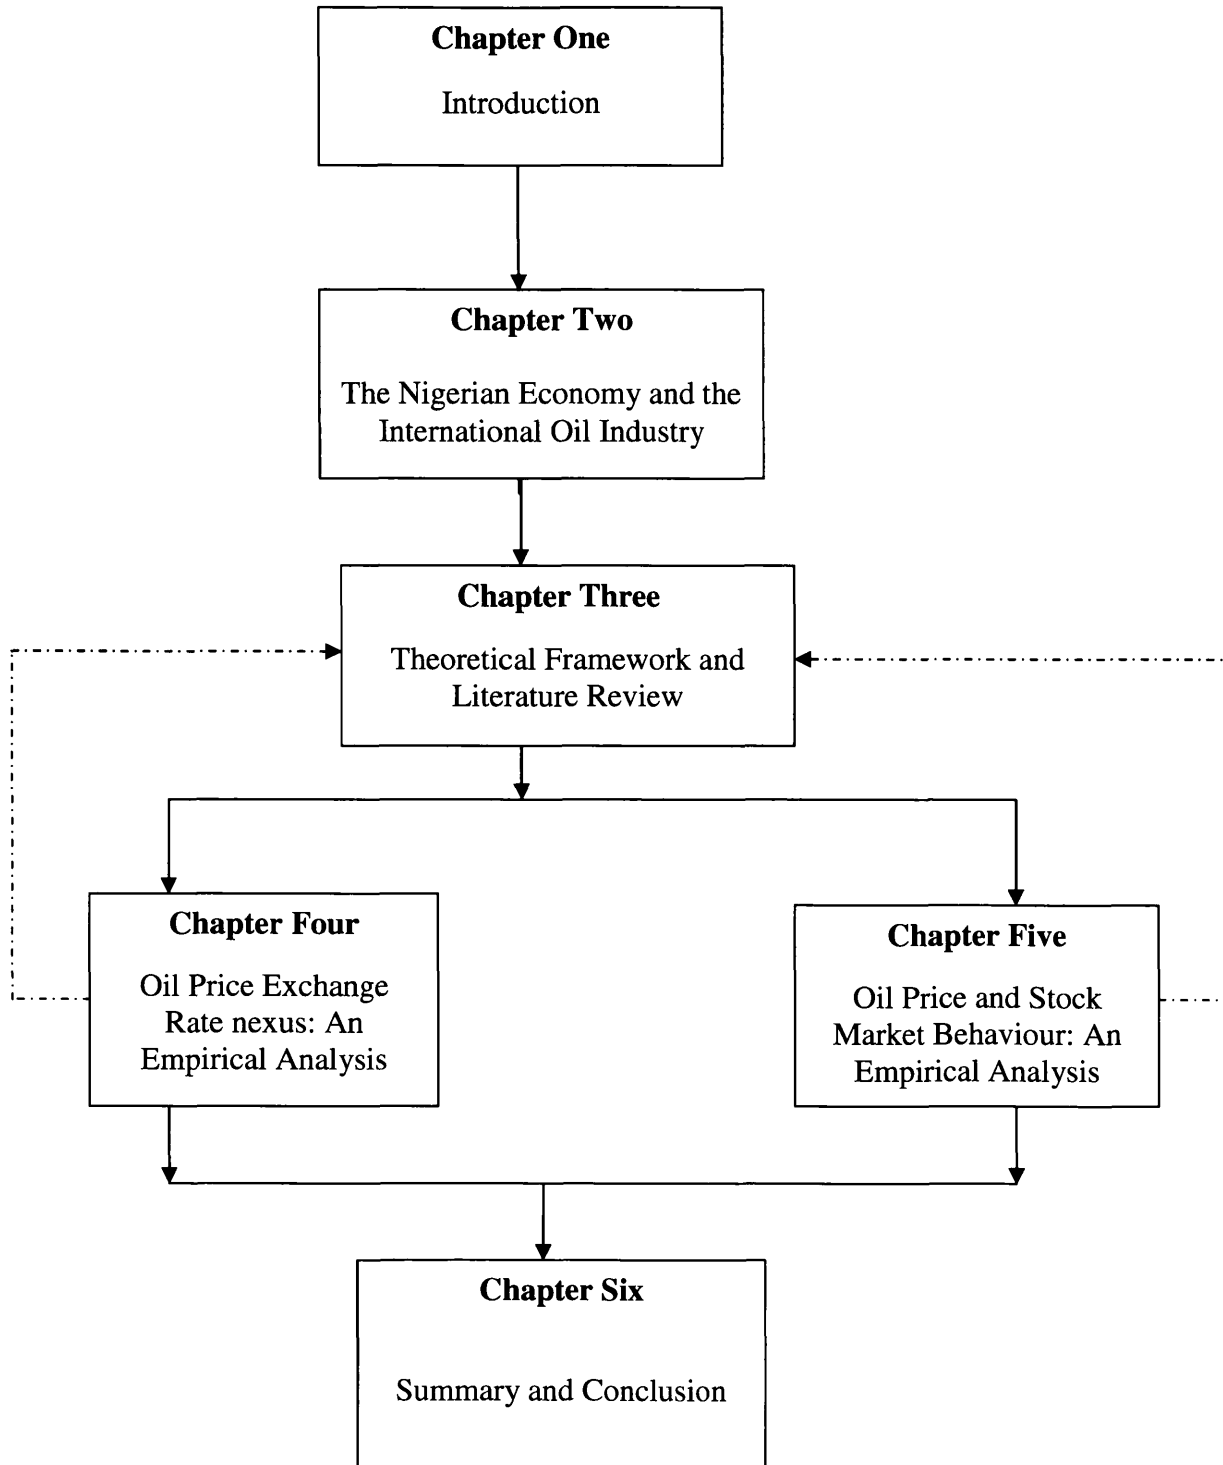 Chapter One
Introduction
Chapter Two
The Nigerian Economy and the
International Oil Industry
Chapter Three
Theoretical Framework and
Literature Review
Chapter Four
Oil Price Exchange
Rate nexus: An
Empirical Analysis
Chapter Five
Oil Price and Stock
Market Behaviour: An
Empirical Analysis
Chapter Six
Summary and Conclusion